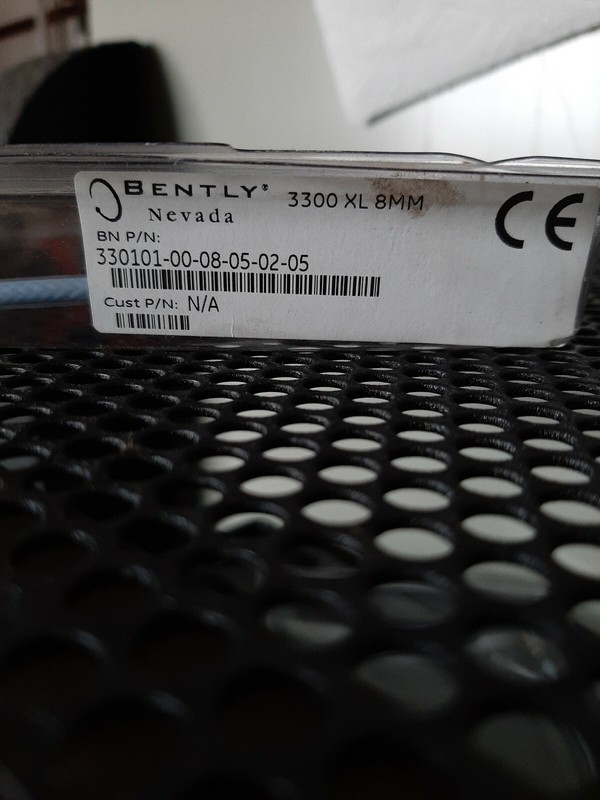 BENTLY®
Nevada
3300 XL 8MM
CE
BN P/N:
330101-00-08-05-02-05
Cust P/N: N/A